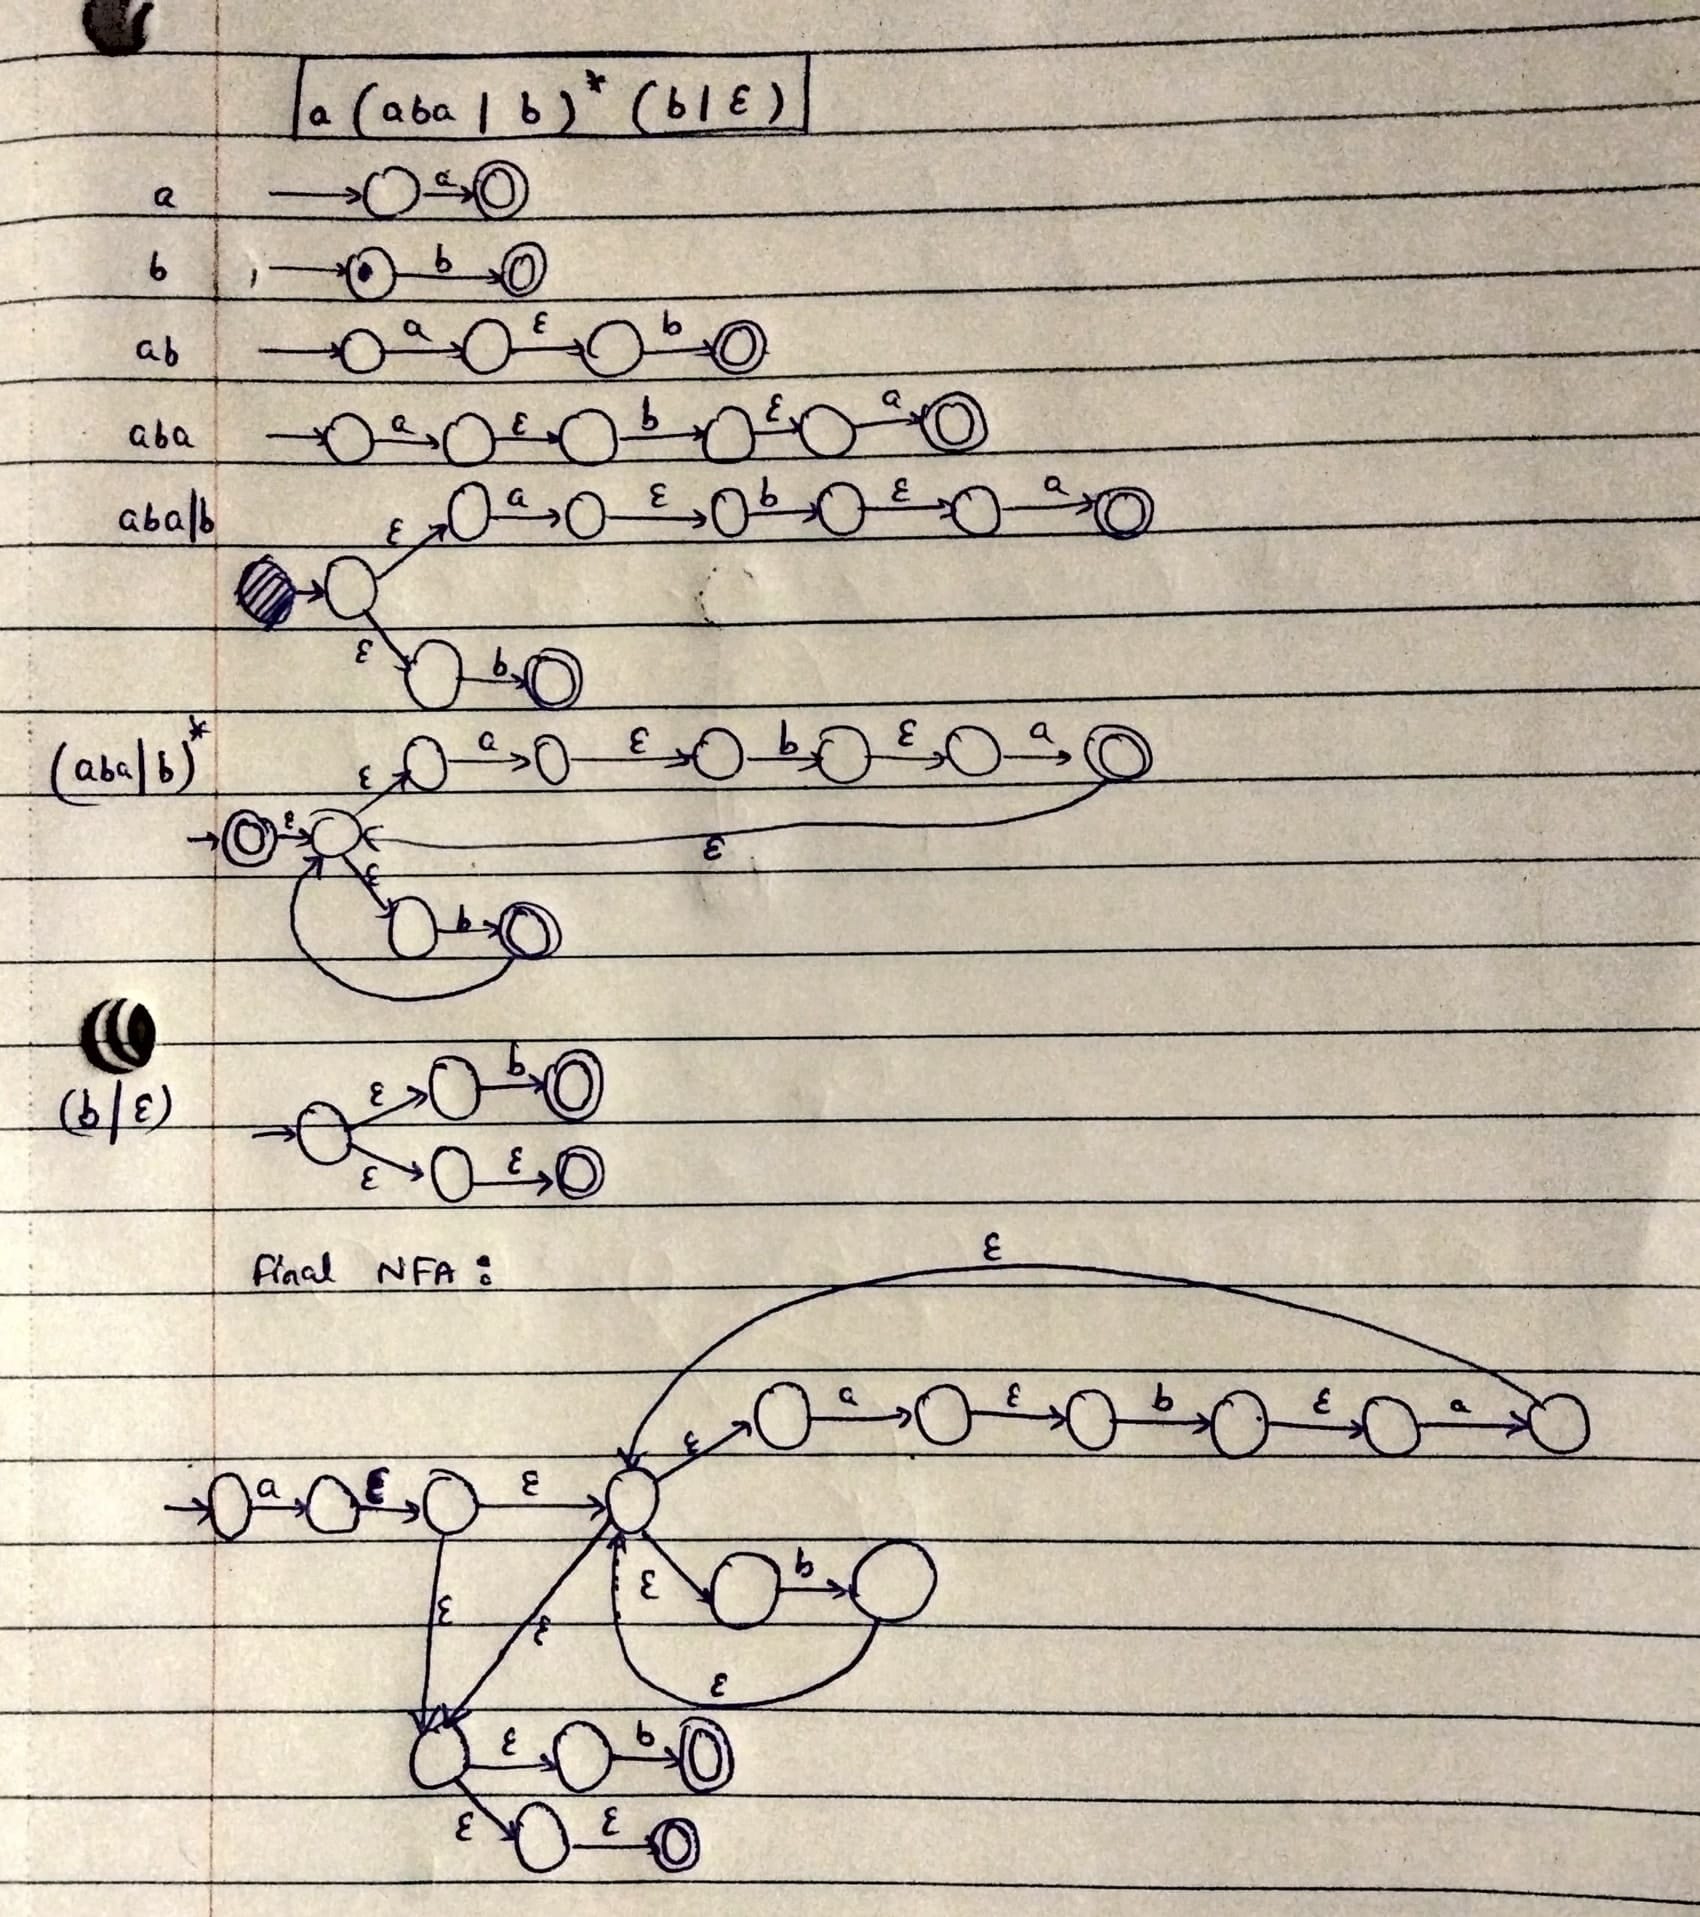 a (aba | b)* (b | ε)
a a
b b
ab a ε b
aba a ε b ε a
aba|b ε a ε b ε a
ε b
(aba|b)* ε a ε b ε a
ε ε
ε b
(b/ε) ε b
ε ε
Final NFA :
ε
ε a ε b ε a
a ε ε
ε b
ε ε
ε
ε b
ε ε